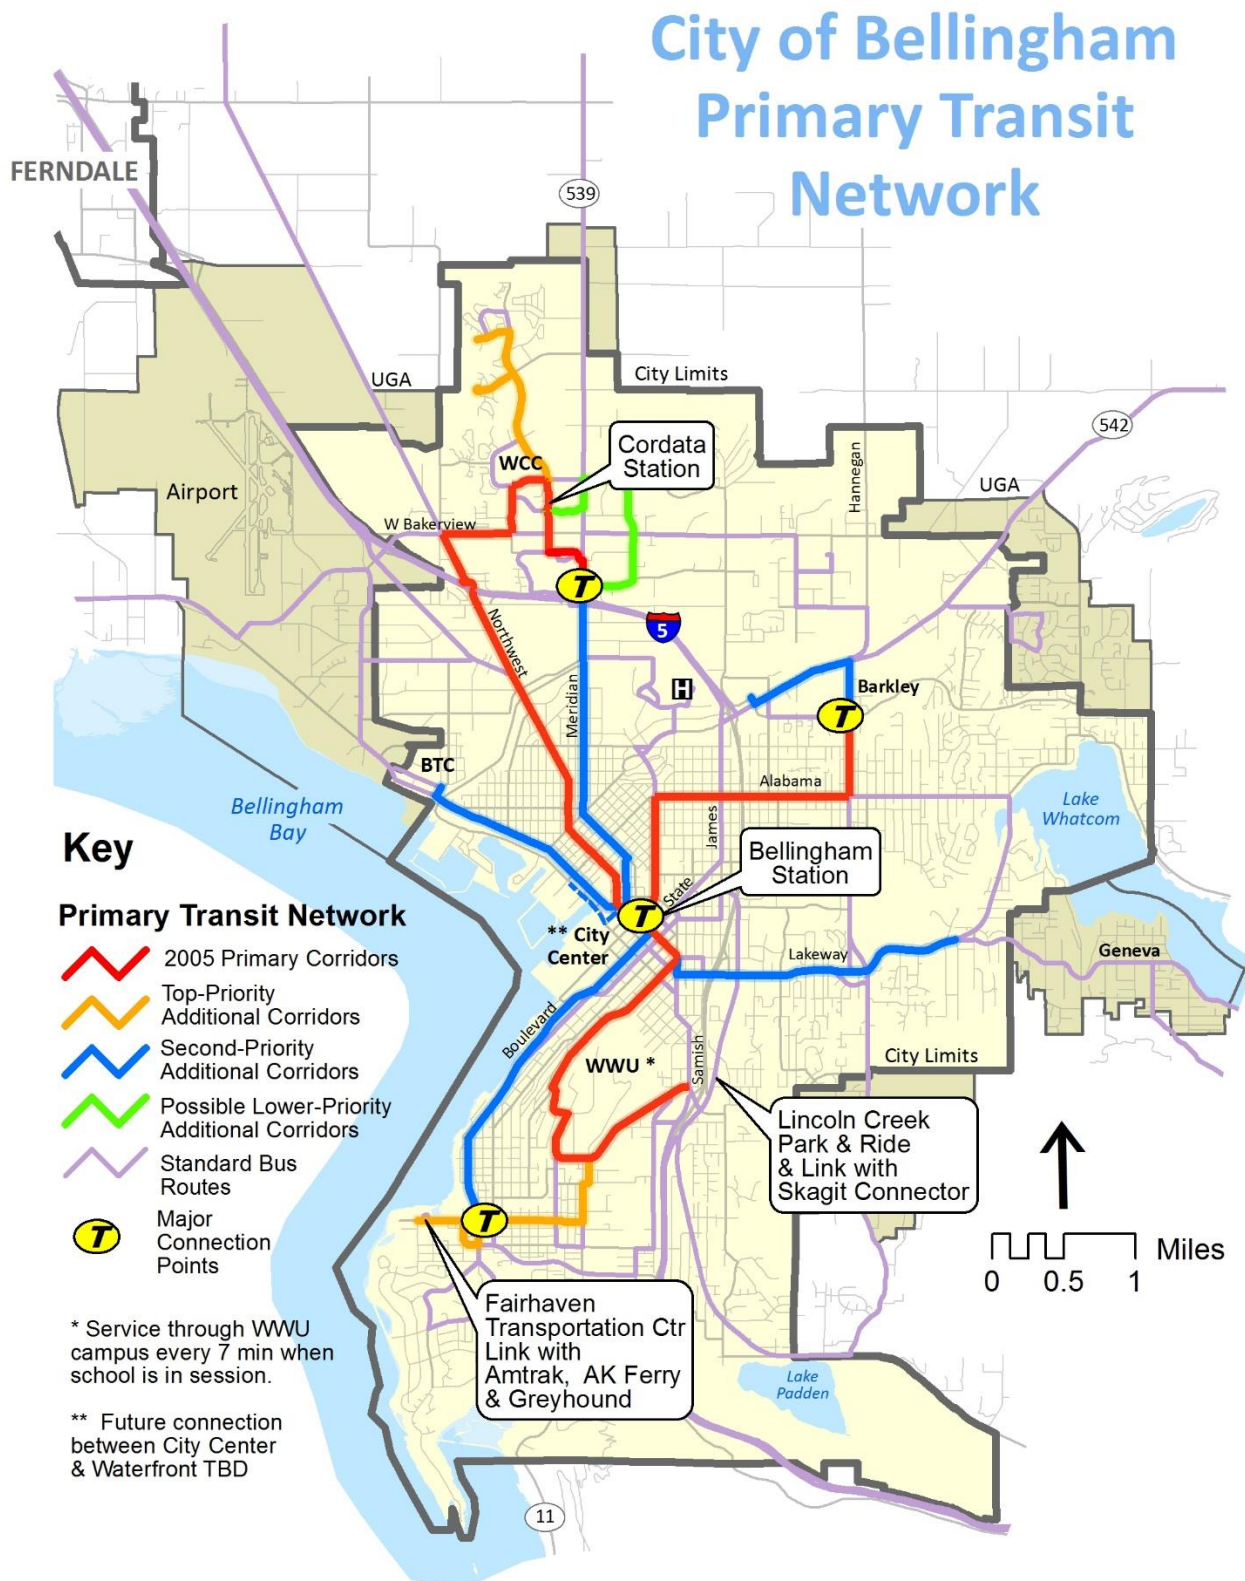 City of Bellingham
Primary Transit
Network
FERNDALE
539
UGA
City Limits
542
Cordata
Station
WCC
Hannegan
UGA
Airport
W Bakerview
T
Northwest
5
Meridian
H
Barkley
T
BTC
Alabama
Bellingham
Bay
Lake
Whatcom
James
Bellingham
Station
State
T
** City
Center
Lakeway
Geneva
Boulevard
WWU *
Samish
City Limits
Lincoln Creek
Park & Ride
& Link with
Skagit Connector
T
Fairhaven
Transportation Ctr
Link with
Amtrak, AK Ferry
& Greyhound
Lake
Padden
11
Key
Primary Transit Network
2005 Primary Corridors
Top-Priority
Additional Corridors
Second-Priority
Additional Corridors
Possible Lower-Priority
Additional Corridors
Standard Bus
Routes
T
Major
Connection
Points
* Service through WWU
campus every 7 min when
school is in session.
** Future connection
between City Center
& Waterfront TBD
Miles
0 0.5 1